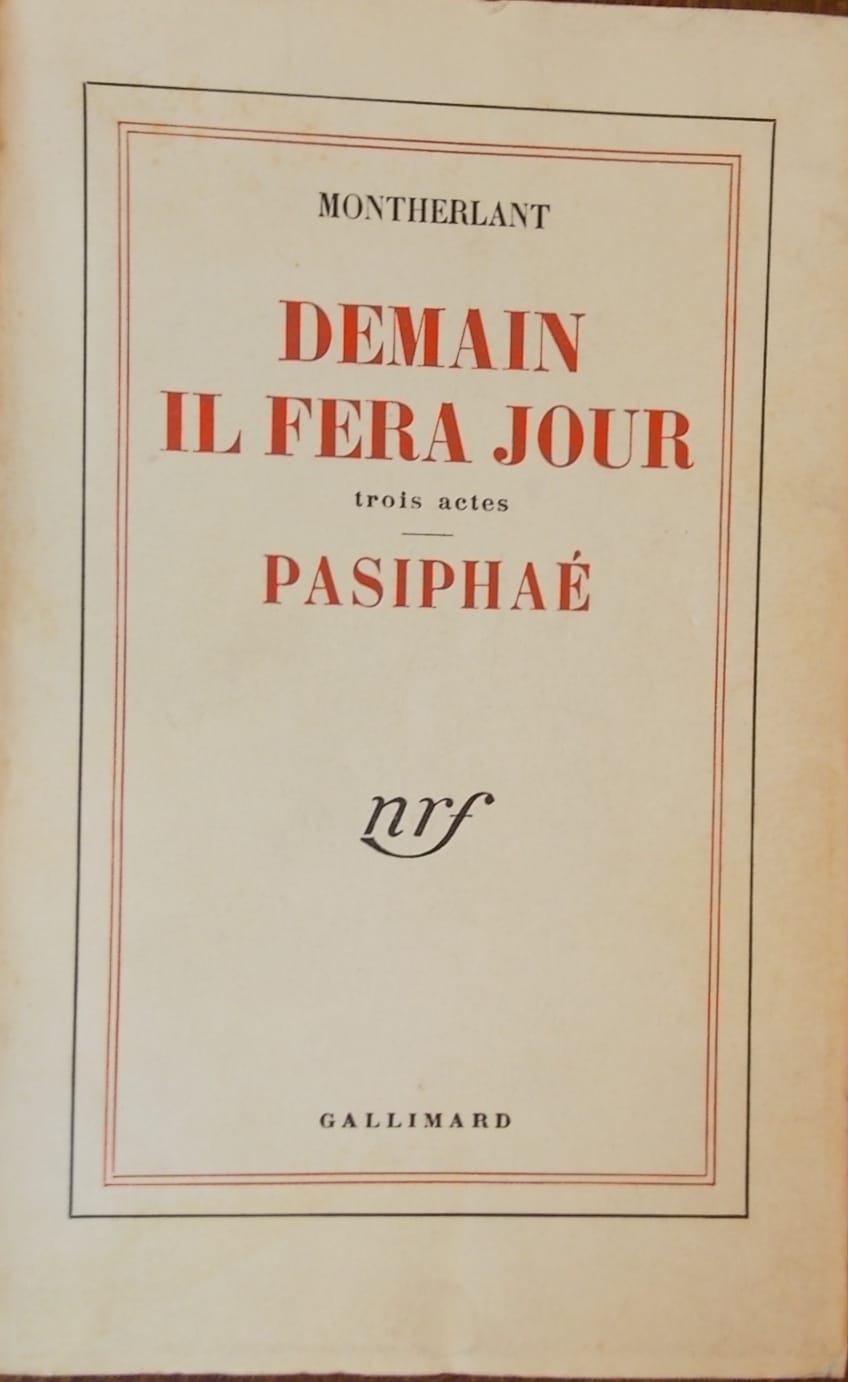 MONTHERLANT
DEMAIN
IL FERA JOUR
trois actes
PASIPHAÉ
nrf
GALLIMARD